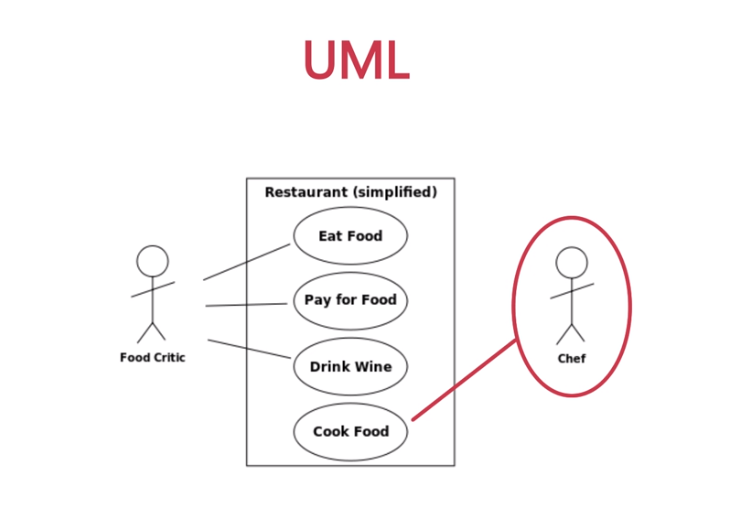 UML
Restaurant (simplified)
Eat Food
Pay for Food
Drink Wine
Cook Food
Food Critic
Chef